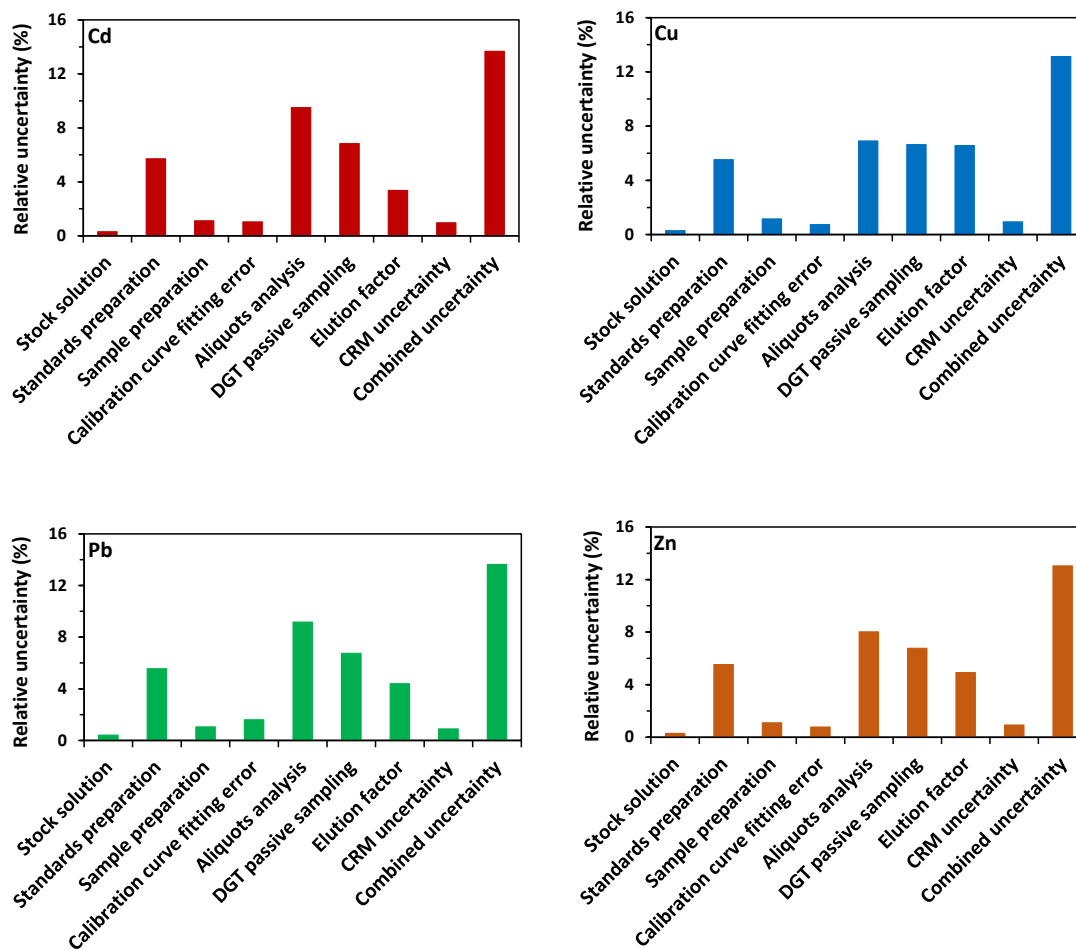 Relative uncertainty (%)
Cd
16
12
8
4
0
Stock solution
Standards preparation
Sample preparation
Calibration curve fitting error
Aliquots analysis
DGT passive sampling
Elution factor
CRM uncertainty
Combined uncertainty
Relative uncertainty (%)
Cu
16
12
8
4
0
Stock solution
Standards preparation
Sample preparation
Calibration curve fitting error
Aliquots analysis
DGT passive sampling
Elution factor
CRM uncertainty
Combined uncertainty
Relative uncertainty (%)
Pb
16
12
8
4
0
Stock solution
Standards preparation
Sample preparation
Calibration curve fitting error
Aliquots analysis
DGT passive sampling
Elution factor
CRM uncertainty
Combined uncertainty
Relative uncertainty (%)
Zn
16
12
8
4
0
Stock solution
Standards preparation
Sample preparation
Calibration curve fitting error
Aliquots analysis
DGT passive sampling
Elution factor
CRM uncertainty
Combined uncertainty